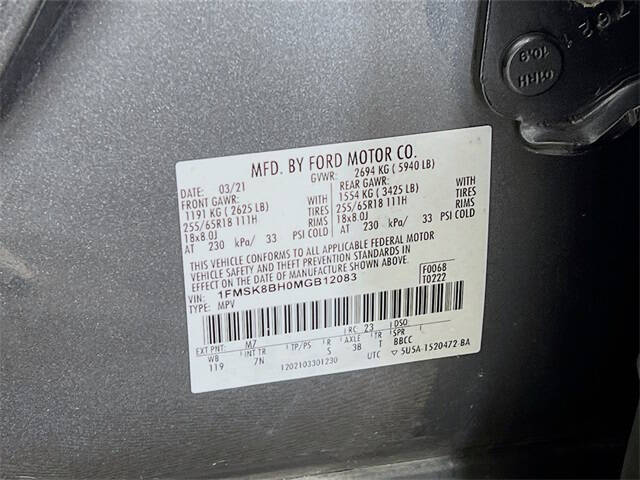 7621
10.8
01RH
MFD. BY FORD MOTOR CO.
DATE: 03/21 GVWR: 2694 KG ( 5940 LB)
FRONT GAWR: REAR GAWR:
1191 KG ( 2625 LB) WITH 1554 KG ( 3425 LB) WITH
255/65R18 111H TIRES 255/65R18 111H TIRES
18x8.0J RIMS 18x8.0J RIMS
AT 230 kPa/ 33 PSI COLD AT 230 kPa/ 33 PSI COLD
THIS VEHICLE CONFORMS TO ALL APPLICABLE FEDERAL MOTOR
VEHICLE SAFETY AND THEFT PREVENTION STANDARDS IN
EFFECT ON THE DATE OF MANUFACTURE SHOWN ABOVE.
VIN: 1FMSK8BH0MGB12083 F0068
TYPE: MPV T0222
EXT PNT: M7 RC: 23 DSO:
WB INT TR TP/PS R AXLE TR BBCC
119 7N S 3B T
1202103301230 UTC ▽ 5U5A-1520472-BA